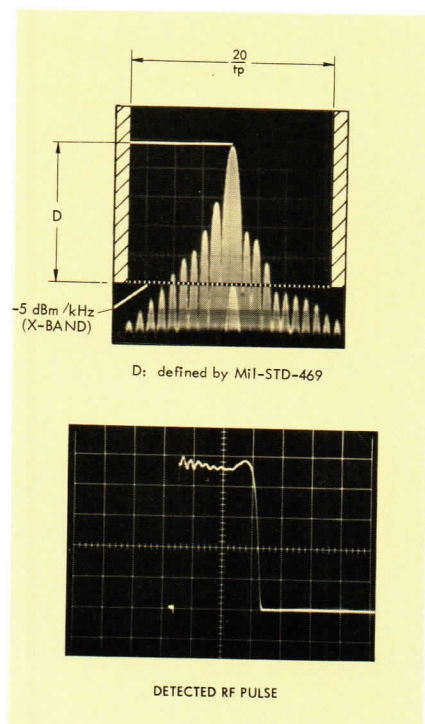 20
tp
D
-5 dBm/kHz
(X-BAND)
D: defined by Mil-STD-469
DETECTED RF PULSE